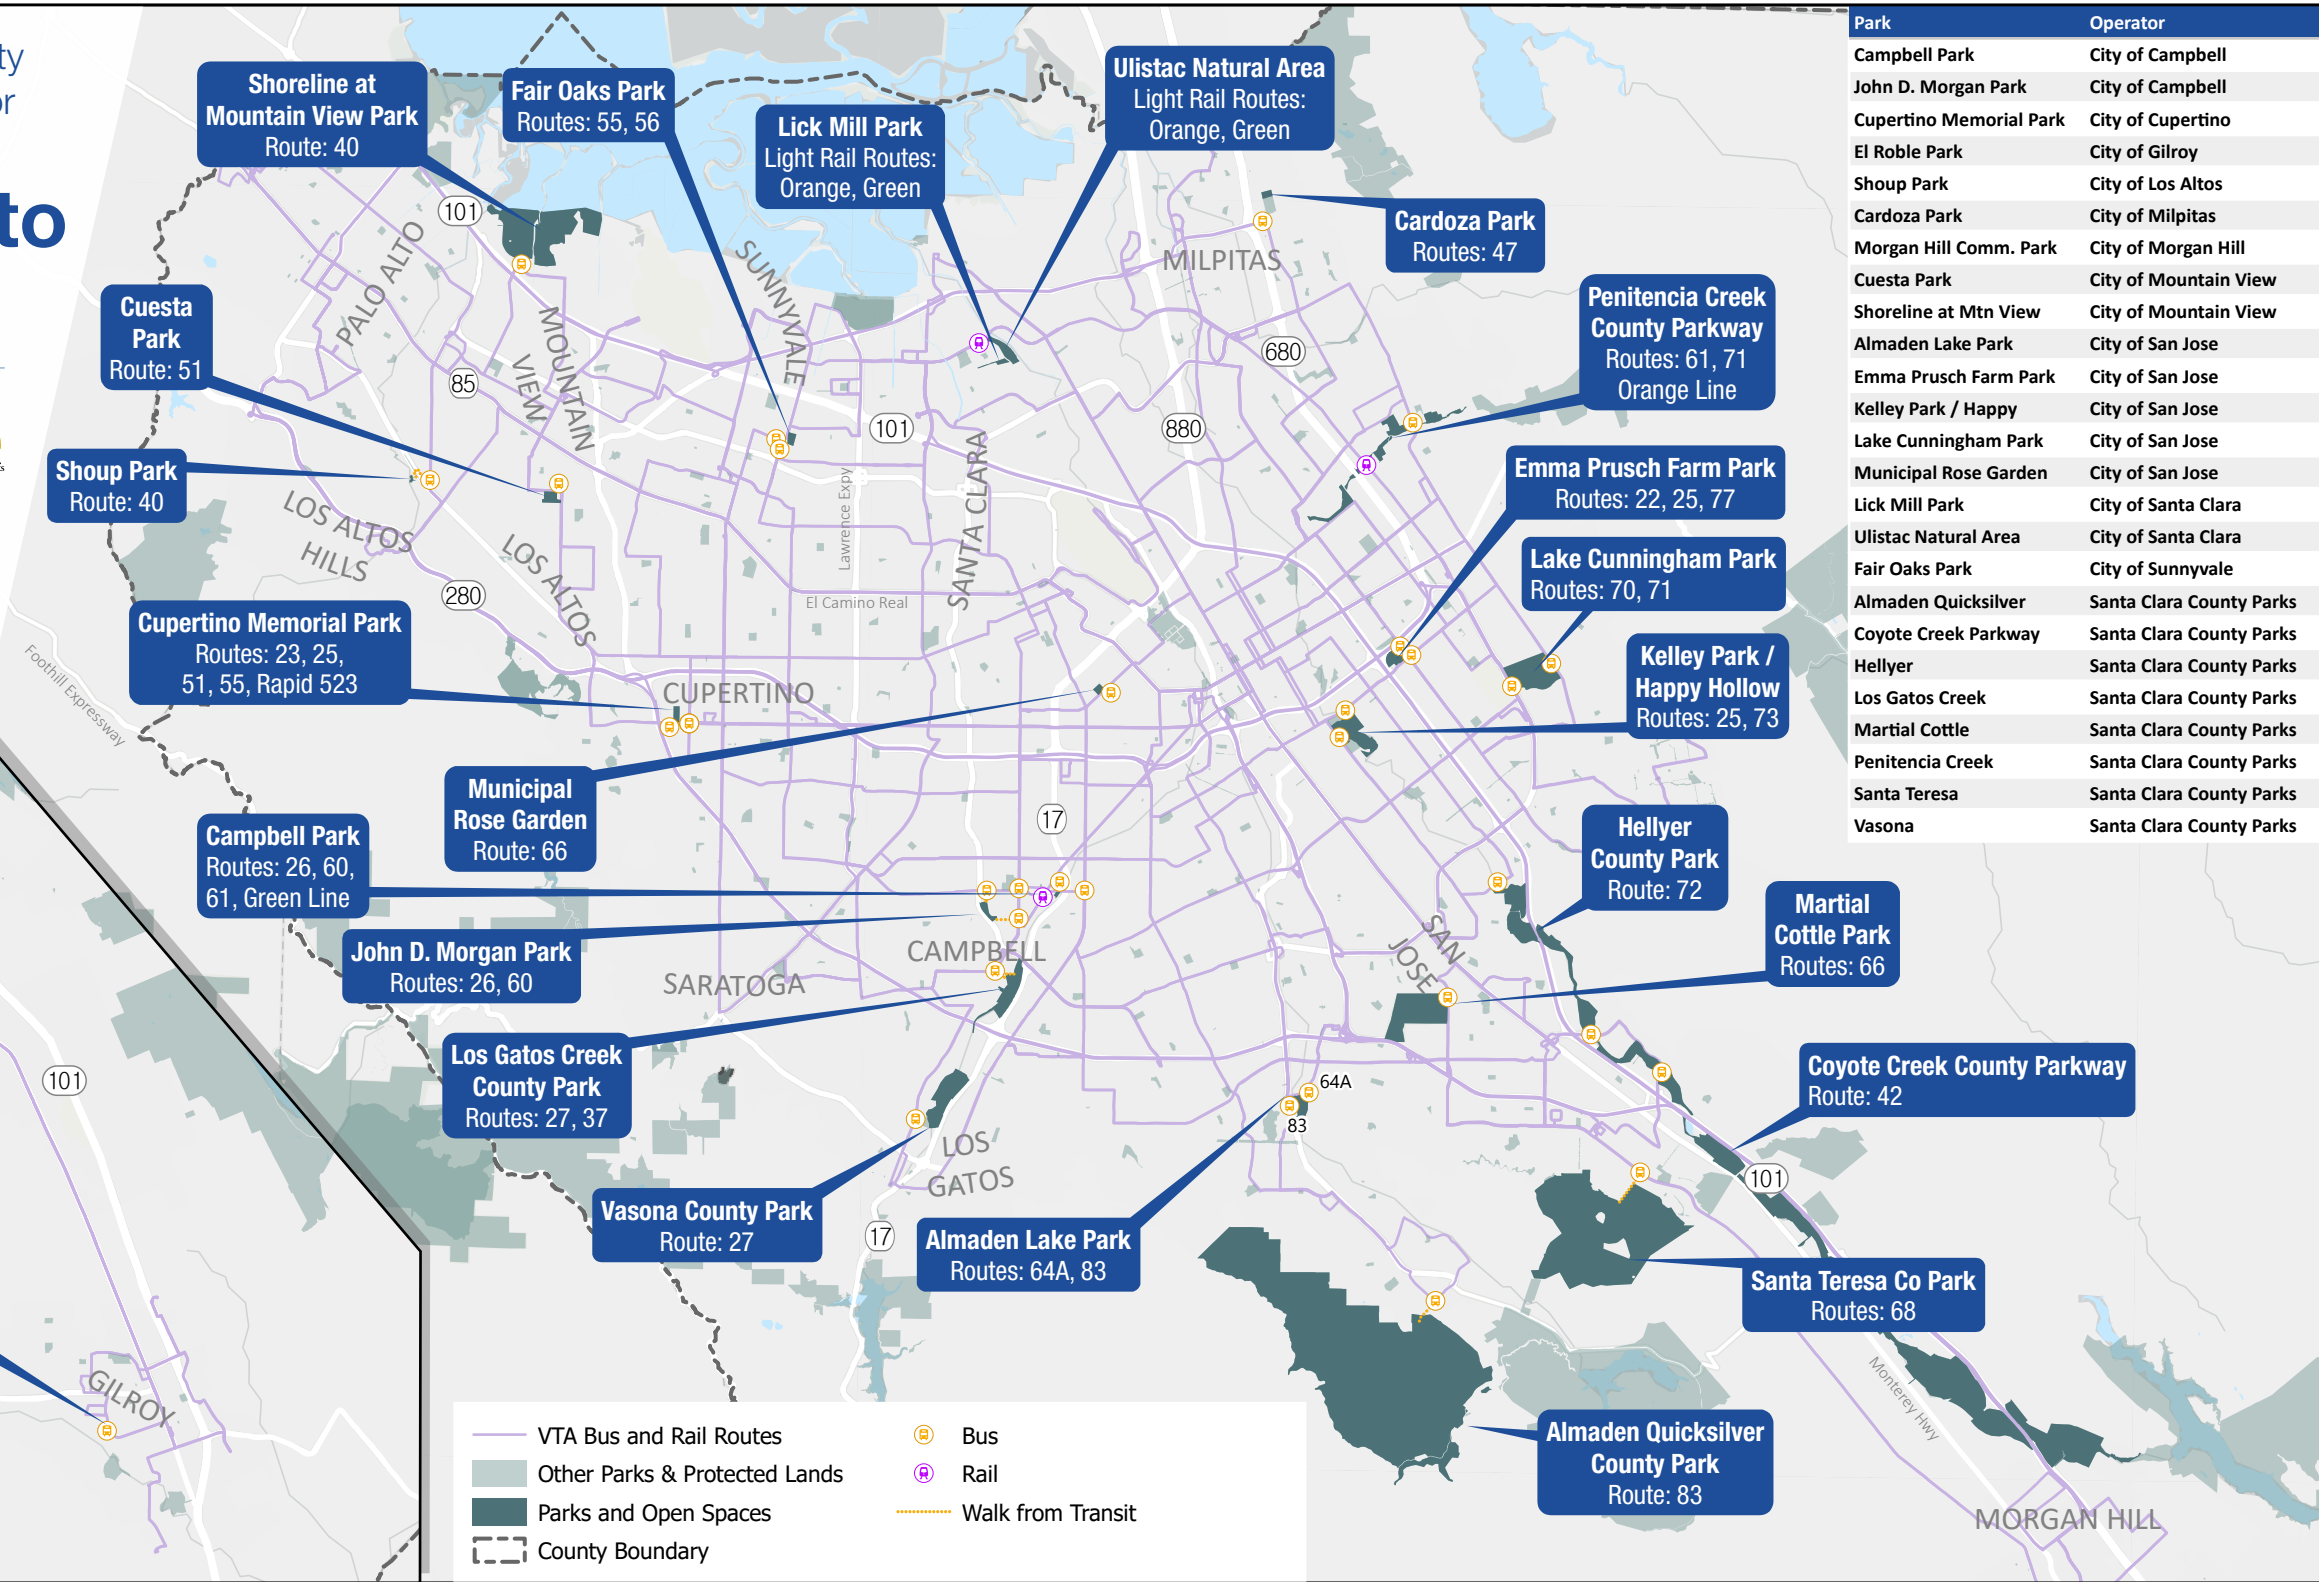 ty
or
to
s
Shoreline at
Mountain View Park
Route: 40
Fair Oaks Park
Routes: 55, 56
Lick Mill Park
Light Rail Routes:
Orange, Green
Ulistac Natural Area
Light Rail Routes:
Orange, Green
Cardoza Park
Routes: 47
Penitencia Creek
County Parkway
Routes: 61, 71
Orange Line
Cuesta
Park
Route: 51
Shoup Park
Route: 40
Emma Prusch Farm Park
Routes: 22, 25, 77
Lake Cunningham Park
Routes: 70, 71
Kelley Park /
Happy Hollow
Routes: 25, 73
Cupertino Memorial Park
Routes: 23, 25,
51, 55, Rapid 523
Municipal
Rose Garden
Route: 66
Campbell Park
Routes: 26, 60,
61, Green Line
John D. Morgan Park
Routes: 26, 60
Los Gatos Creek
County Park
Routes: 27, 37
Vasona County Park
Route: 27
Almaden Lake Park
Routes: 64A, 83
Hellyer
County Park
Route: 72
Martial
Cottle Park
Routes: 66
Coyote Creek County Parkway
Route: 42
Santa Teresa Co Park
Routes: 68
Almaden Quicksilver
County Park
Route: 83
PALO ALTO
MOUNTAIN
VIEW
SUNNYVALE
MILPITAS
SANTA CLARA
LOS ALTOS
HILLS
LOS ALTOS
CUPERTINO
CAMPBELL
SARATOGA
LOS
GATOS
SAN
JOSE
GILROY
MORGAN HILL
Foothill Expressway
Lawrence Expy
El Camino Real
Monterey Hwy
101
85
280
101
880
680
17
17
101
101
64A
83
Park Operator
Campbell Park City of Campbell
John D. Morgan Park City of Campbell
Cupertino Memorial Park City of Cupertino
El Roble Park City of Gilroy
Shoup Park City of Los Altos
Cardoza Park City of Milpitas
Morgan Hill Comm. Park City of Morgan Hill
Cuesta Park City of Mountain View
Shoreline at Mtn View City of Mountain View
Almaden Lake Park City of San Jose
Emma Prusch Farm Park City of San Jose
Kelley Park / Happy City of San Jose
Lake Cunningham Park City of San Jose
Municipal Rose Garden City of San Jose
Lick Mill Park City of Santa Clara
Ulistac Natural Area City of Santa Clara
Fair Oaks Park City of Sunnyvale
Almaden Quicksilver Santa Clara County Parks
Coyote Creek Parkway Santa Clara County Parks
Hellyer Santa Clara County Parks
Los Gatos Creek Santa Clara County Parks
Martial Cottle Santa Clara County Parks
Penitencia Creek Santa Clara County Parks
Santa Teresa Santa Clara County Parks
Vasona Santa Clara County Parks
VTA Bus and Rail Routes
Other Parks & Protected Lands
Parks and Open Spaces
County Boundary
Bus
Rail
Walk from Transit